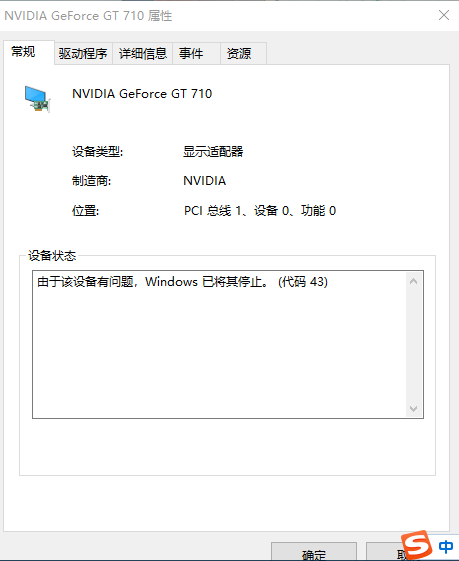 NVIDIA GeForce GT 710 属性
常规 驱动程序 详细信息 事件 资源
NVIDIA GeForce GT 710
设备类型: 显示适配器
制造商: NVIDIA
位置: PCI 总线 1、设备 0、功能 0
设备状态
由于该设备有问题，Windows 已将其停止。 (代码 43)
确定 取
中